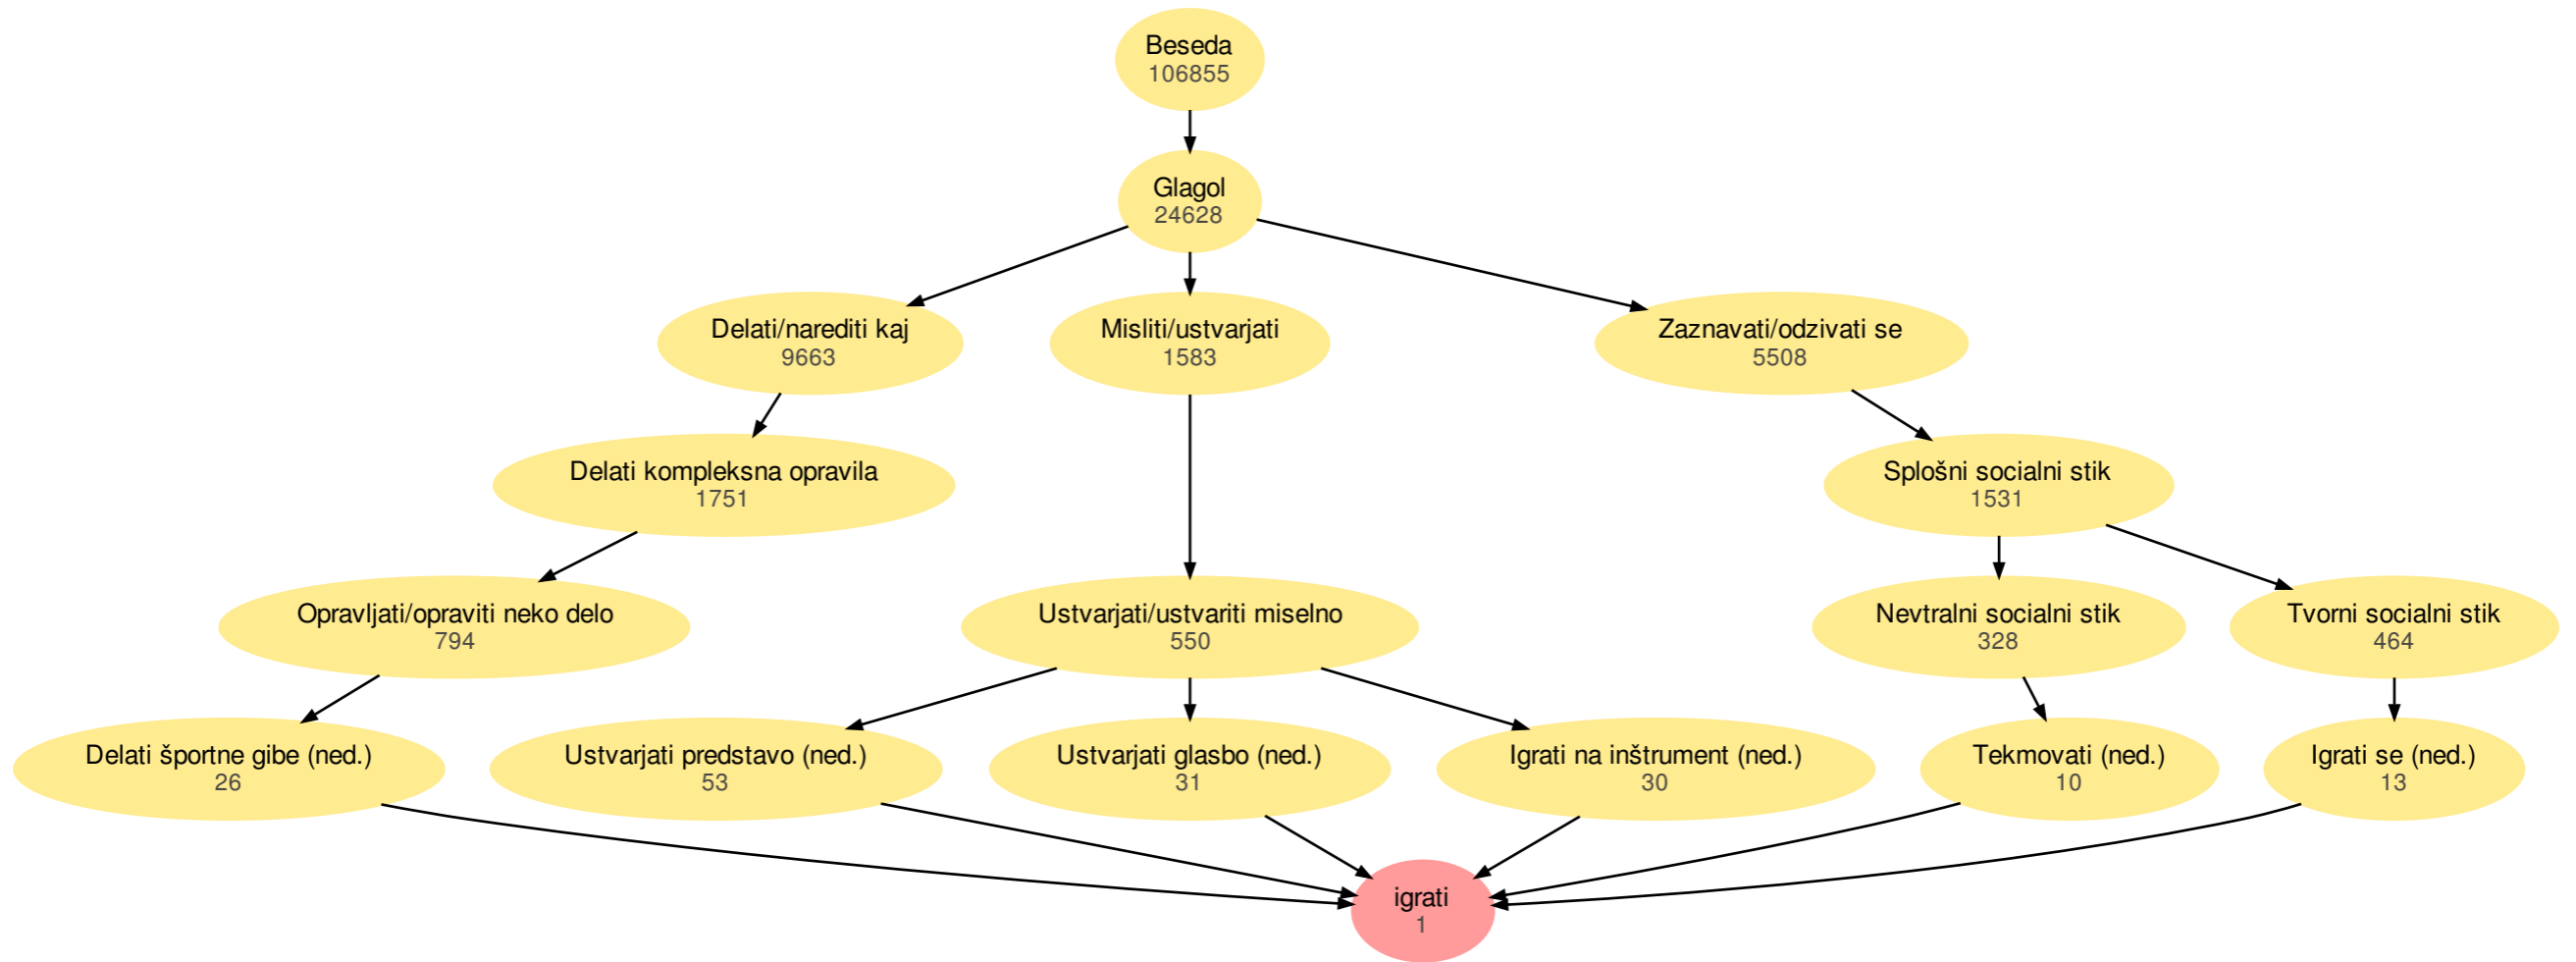 Beseda
106855
Glagol
24628
Delati/narediti kaj
9663
Misliti/ustvarjati
1583
Zaznavati/odzivati se
5508
Delati kompleksna opravila
1751
Splošni socialni stik
1531
Opravljati/opraviti neko delo
794
Ustvarjati/ustvariti miselno
550
Nevtralni socialni stik
328
Tvorni socialni stik
464
Delati športne gibe (ned.)
26
Ustvarjati predstavo (ned.)
53
Ustvarjati glasbo (ned.)
31
Igrati na inštrument (ned.)
30
Tekmovati (ned.)
10
Igrati se (ned.)
13
igrati
1